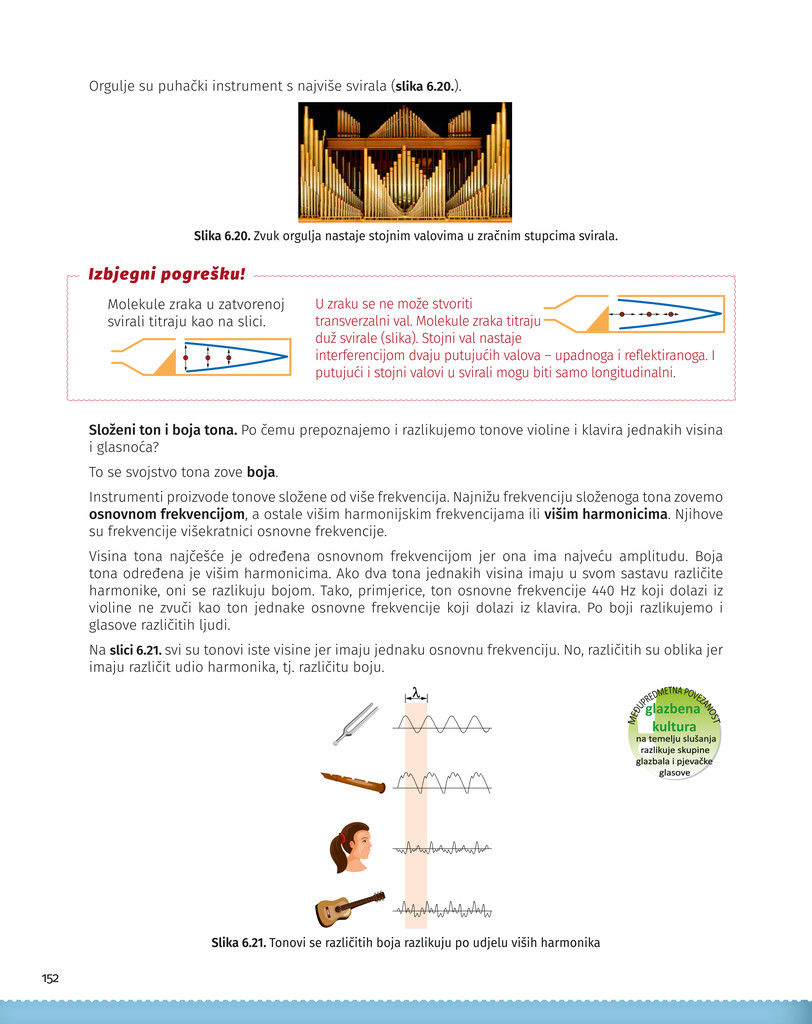 Orgulje su puhački instrument s najviše svirala (slika 6.20.).
Slika 6.20. Zvuk orgulja nastaje stojnim valovima u zračnim stupcima svirala.
Izbjegni pogrešku!
Molekule zraka u zatvorenoj
svirali titraju kao na slici.
U zraku se ne može stvoriti
transverzalni val. Molekule zraka titraju
duž svirale (slika). Stojni val nastaje
interferencijom dvaju putujućih valova – upadnoga i reflektiranoga. I
putujući i stojni valovi u svirali mogu biti samo longitudinalni.
Složeni ton i boja tona. Po čemu prepoznajemo i razlikujemo tonove violine i klavira jednakih visina
i glasnoća?
To se svojstvo tona zove boja.
Instrumenti proizvode tonove složene od više frekvencija. Najnižu frekvenciju složenoga tona zovemo
osnovnom frekvencijom, a ostale višim harmonijskim frekvencijama ili višim harmonicima. Njihove
su frekvencije višekratnici osnovne frekvencije.
Visina tona najčešće je određena osnovnom frekvencijom jer ona ima najveću amplitudu. Boja
tona određena je višim harmonicima. Ako dva tona jednakih visina imaju u svom sastavu različite
harmonike, oni se razlikuju bojom. Tako, primjerice, ton osnovne frekvencije 440 Hz koji dolazi iz
violine ne zvuči kao ton jednake osnovne frekvencije koji dolazi iz klavira. Po boji razlikujemo i
glasove različitih ljudi.
Na slici 6.21. svi su tonovi iste visine jer imaju jednaku osnovnu frekvenciju. No, različitih su oblika jer
imaju različit udio harmonika, tj. različitu boju.
λ
MEĐUPREDMETNA POVEZANOST
glazbena
kultura
na temelju slušanja
razlikuje skupine
glazbala i pjevačke
glasove
Slika 6.21. Tonovi se različitih boja razlikuju po udjelu viših harmonika
152